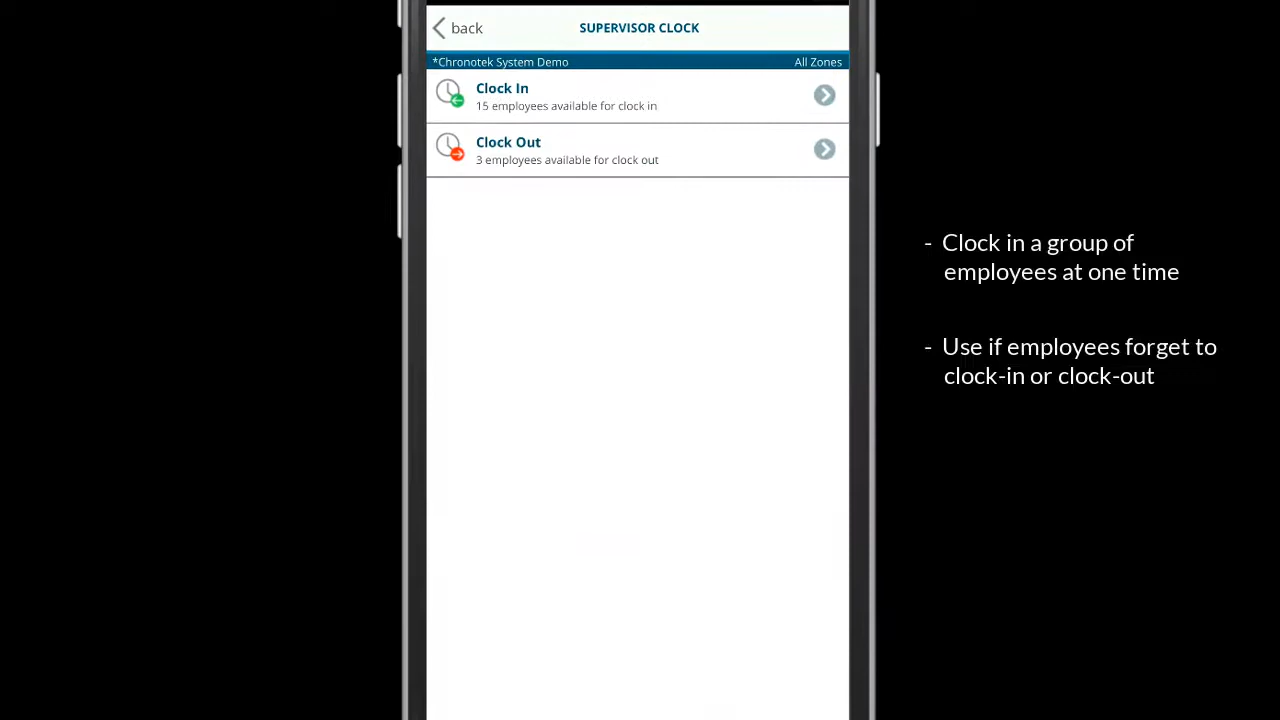 back
SUPERVISOR CLOCK
*Chronotek System Demo
All Zones
Clock In
15 employees available for clock in
Clock Out
3 employees available for clock out
- Clock in a group of
employees at one time
- Use if employees forget to
clock-in or clock-out